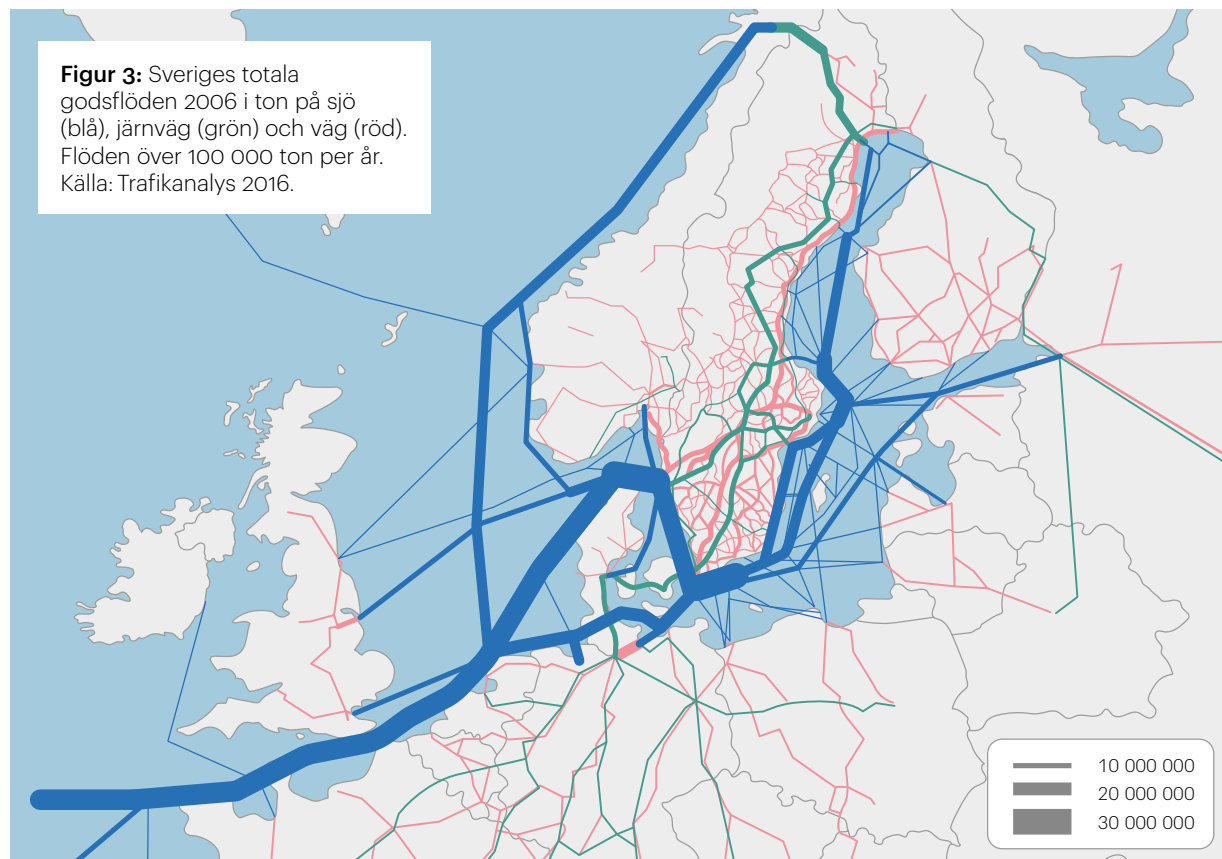 Figur 3: Sveriges totala
godsflöden 2006 i ton på sjö
(blå), järnväg (grön) och väg (röd).
Flöden över 100 000 ton per år.
Källa: Trafikanalys 2016.
10 000 000
20 000 000
30 000 000